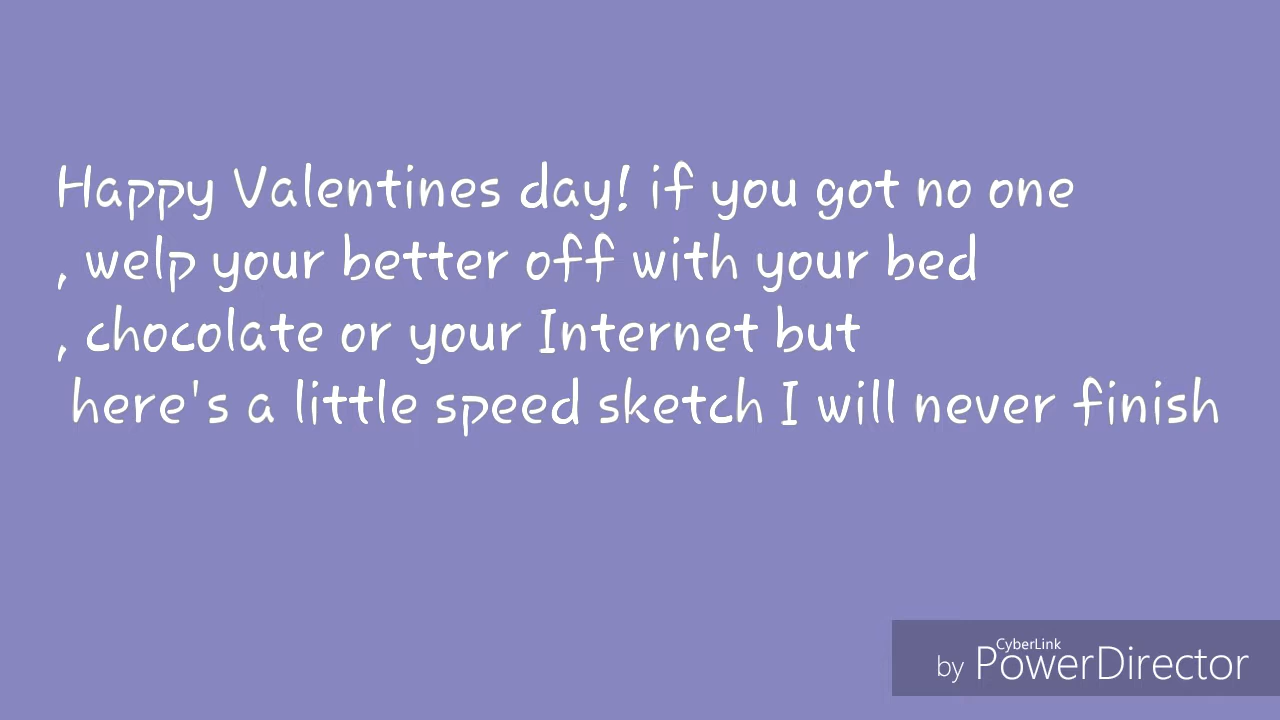 Happy Valentines day! if you got no one
, welp your better off with your bed
, chocolate or your Internet but
here's a little speed sketch I will never finish
CyberLink
by PowerDirector